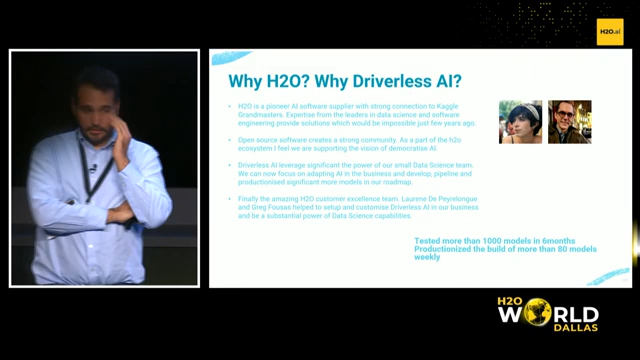 H2O.ai
Why H2O? Why Driverless AI?
• H2O is a pioneer AI software supplier with strong connection to Kaggle
Grandmasters. Expertise from the leaders in data science and software
engineering provide solutions which would be impossible just few years ago.
• Open source software creates a strong community. As a part of the h2o
ecosystem I feel we are supporting the vision of democratise AI.
• Driverless AI leverage significant the power of our small Data Science team.
We can now focus on adapting AI in the business and develop, pipeline and
productionised significant more models in our roadmap.
• Finally the amazing H2O customer excellence team. Laurene De Peyrelongue
and Greg Fousas helped to setup and customise Driverless AI in our business
and be a substantial power of Data Science capabilities.
Tested more than 1000 models in 6months
Productionized the build of more than 80 models
weekly
H2O
WORLD
DALLAS